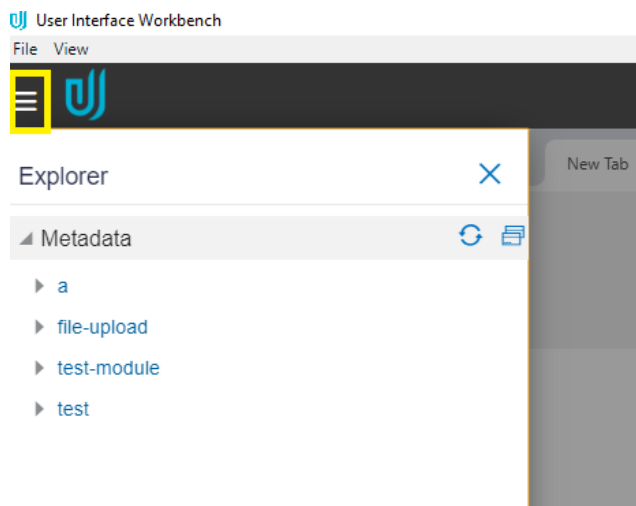 User Interface Workbench
File View
Explorer
New Tab
Metadata
a
file-upload
test-module
test